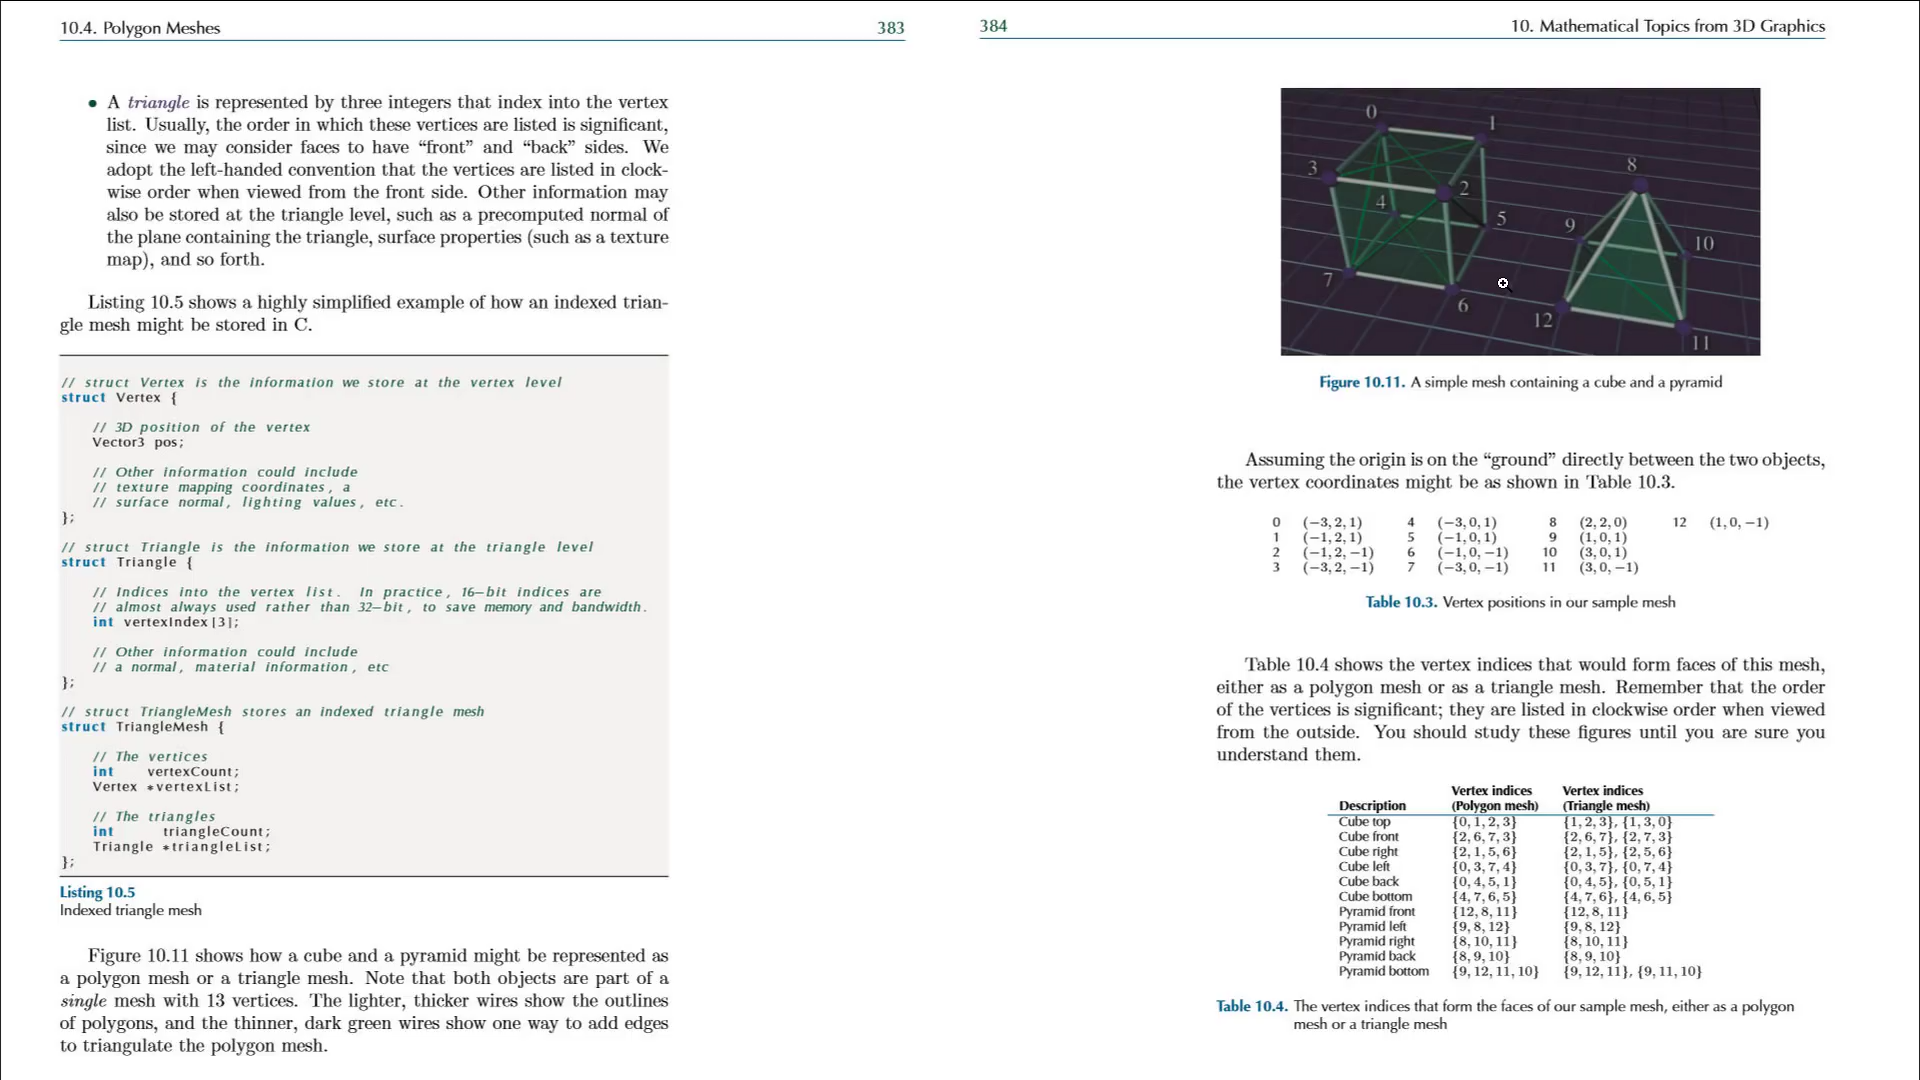 10.4. Polygon Meshes
383
• A triangle is represented by three integers that index into the vertex
list. Usually, the order in which these vertices are listed is significant,
since we may consider faces to have “front” and “back” sides. We
adopt the left-handed convention that the vertices are listed in clock-
wise order when viewed from the front side. Other information may
also be stored at the triangle level, such as a precomputed normal of
the plane containing the triangle, surface properties (such as a texture
map), and so forth.
Listing 10.5 shows a highly simplified example of how an indexed trian-
gle mesh might be stored in C.
// struct Vertex is the information we store at the vertex level
struct Vertex {
// 3D position of the vertex
Vector3 pos;
// Other information could include
// texture mapping coordinates, a
// surface normal, lighting values, etc.
};
// struct Triangle is the information we store at the triangle level
struct Triangle {
// Indices into the vertex list. In practice, 16−bit indices are
// almost always used rather than 32−bit, to save memory and bandwidth.
int vertexIndex[3];
// Other information could include
// a normal, material information, etc
};
// struct TriangleMesh stores an indexed triangle mesh
struct TriangleMesh {
// The vertices
int vertexCount;
Vertex *vertexList;
// The triangles
int triangleCount;
Triangle *triangleList;
};
Listing 10.5
Indexed triangle mesh
Figure 10.11 shows how a cube and a pyramid might be represented as
a polygon mesh or a triangle mesh. Note that both objects are part of a
single mesh with 13 vertices. The lighter, thicker wires show the outlines
of polygons, and the thinner, dark green wires show one way to add edges
to triangulate the polygon mesh.
384
10. Mathematical Topics from 3D Graphics
0
1
3
2
8
4
5
9
10
7
6
12
11
Figure 10.11. A simple mesh containing a cube and a pyramid
Assuming the origin is on the “ground” directly between the two objects,
the vertex coordinates might be as shown in Table 10.3.
0 (−3, 2, 1) 4 (−3, 0, 1) 8 (2, 2, 0) 12 (1, 0, −1)
1 (−1, 2, 1) 5 (−1, 0, 1) 9 (1, 0, 1)
2 (−1, 2, −1) 6 (−1, 0, −1) 10 (3, 0, 1)
3 (−3, 2, −1) 7 (−3, 0, −1) 11 (3, 0, −1)
Table 10.3. Vertex positions in our sample mesh
Table 10.4 shows the vertex indices that would form faces of this mesh,
either as a polygon mesh or as a triangle mesh. Remember that the order
of the vertices is significant; they are listed in clockwise order when viewed
from the outside. You should study these figures until you are sure you
understand them.
Vertex indices Vertex indices
Description (Polygon mesh) (Triangle mesh)
Cube top {0, 1, 2, 3} {1, 2, 3}, {1, 3, 0}
Cube front {2, 6, 7, 3} {2, 6, 7}, {2, 7, 3}
Cube right {2, 1, 5, 6} {2, 1, 5}, {2, 5, 6}
Cube left {0, 3, 7, 4} {0, 3, 7}, {0, 7, 4}
Cube back {0, 4, 5, 1} {0, 4, 5}, {0, 5, 1}
Cube bottom {4, 7, 6, 5} {4, 7, 6}, {4, 6, 5}
Pyramid front {12, 8, 11} {12, 8, 11}
Pyramid left {9, 8, 12} {9, 8, 12}
Pyramid right {8, 10, 11} {8, 10, 11}
Pyramid back {8, 9, 10} {8, 9, 10}
Pyramid bottom {9, 12, 11, 10} {9, 12, 11}, {9, 11, 10}
Table 10.4. The vertex indices that form the faces of our sample mesh, either as a polygon
mesh or a triangle mesh